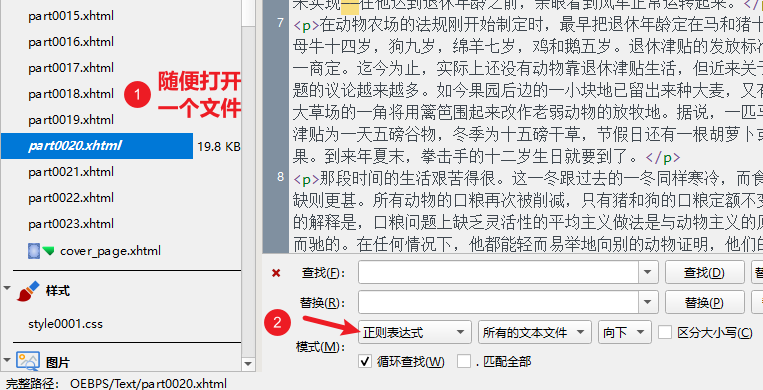 part0015.xhtml
part0016.xhtml
part0017.xhtml
part0018.xhtml
part0019.xhtml
part0020.xhtml 19.8 KB
part0021.xhtml
part0022.xhtml
part0023.xhtml
cover_page.xhtml
样式
style0001.css
图片
1 随便打开
一个文件
未实现—在他达到退休年龄之前，亲眼看到风车正常运转起来。</p>
7 <p>在动物农场的法规刚开始制定时，最早把退休年龄定在马和猪十
母牛十四岁，狗九岁，绵羊七岁，鸡和鹅五岁。退休津贴的发放标准
一商定。迄今为止，实际上还没有动物靠退休津贴生活，但近来关于
题的议论越来越多。如今果园后边的一小块地已留出来种大麦，又有
大草场的一角将用篱笆围起来改作老弱动物的放牧地。据说，一匹马
津贴为一天五磅谷物，冬季为十五磅干草，节假日还有一根胡萝卜或
果。到来年夏末，拳击手的十二岁生日就要到了。</p>
8 <p>那段时间的生活艰苦得很。这一冬跟过去的一冬同样寒冷，而食
缺则更甚。所有动物的口粮再次被削减，只有猪和狗的口粮定额不变
的解释是，口粮问题上缺乏灵活性的平均主义做法是与动物主义的原
而驰的。在任何情况下，他都能轻而易举地向别的动物证明，他们的
查找(F): 查找(D) 替
替换(R): 替换(P) 替
2
模式(M): 正则表达式 所有的文本文件 向下 区分大小写(C)
循环查找(W) . 匹配全部
完整路径: OEBPS/Text/part0020.xhtml